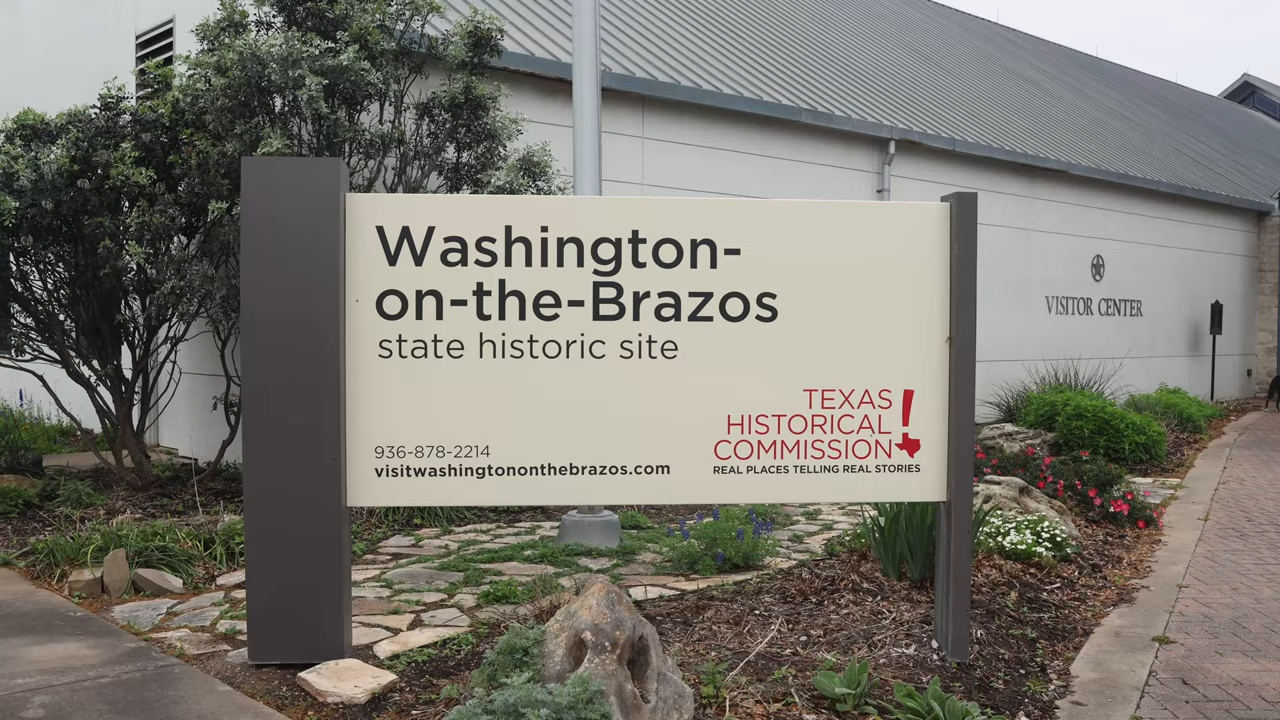 Washington-
on-the-Brazos
state historic site
936-878-2214
visitwashingtononthebrazos.com
TEXAS
HISTORICAL
COMMISSION
REAL PLACES TELLING REAL STORIES
VISITOR CENTER